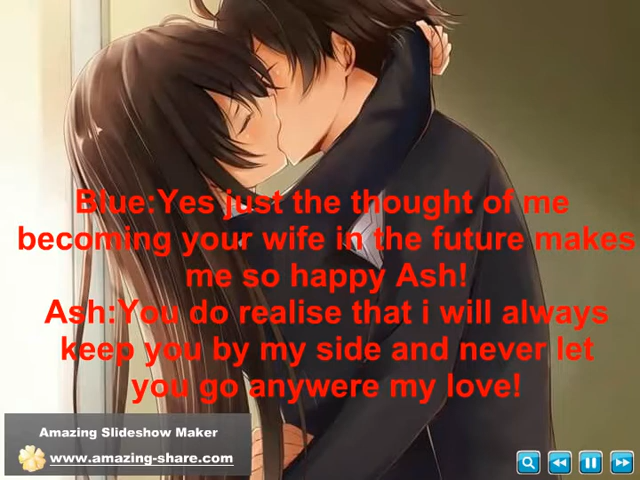 Blue:Yes just the thought of me
becoming your wife in the future makes
me so happy Ash!
Ash:You do realise that i will always
keep you by my side and never let
you go anywere my love!
Amazing Slideshow Maker
www.amazing-share.com